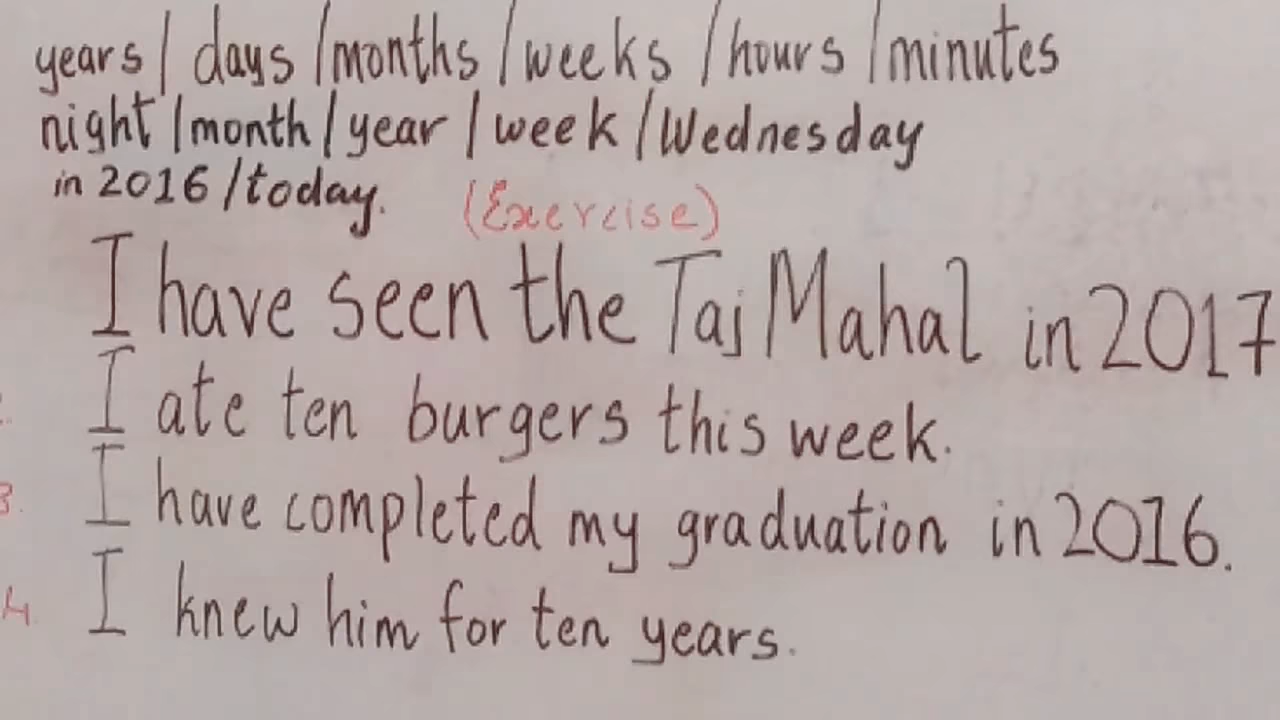 years / days / months / weeks / hours / minutes
night / month / year / week / Wednesday
in 2016 / today.
(Exercise)
I have seen the Taj Mahal in 2017
I ate ten burgers this week.
3. I have completed my graduation in 2016.
4. I knew him for ten years.